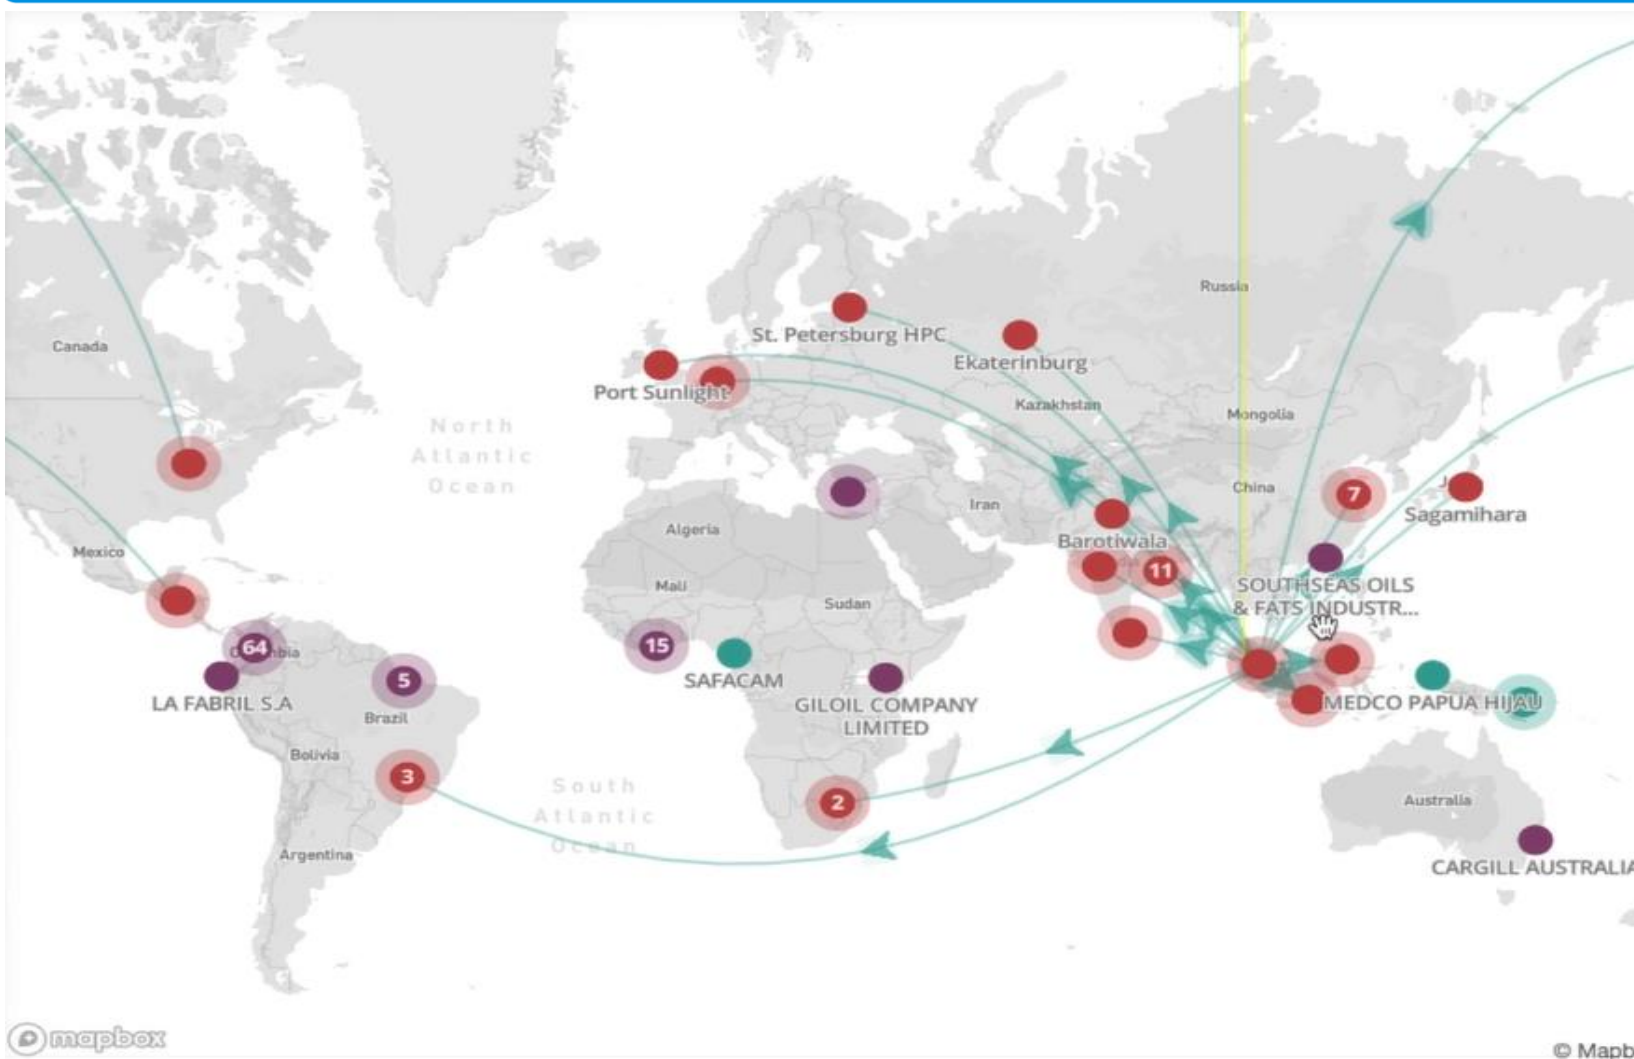 Russia
St. Petersburg HPC
Ekaterinburg
Canada
Port Sunlight
Kazakhstan
Mongolia
North
Atlantic
Ocean
China
7
Iran
Sagamihara
Algeria
Barotiwala
Mexico
11
Mali
SOUTHSEAS OILS
& FATS INDUSTR...
Sudan
64
15
5
SAFACAM
LA FABRIL S.A
GILOIL COMPANY
LIMITED
MEDCO PAPUA HIJAU
Brazil
Bolivia
3
South
Atlantic
Ocean
2
Australia
Argentina
CARGILL AUSTRALIA
mapbox
© Mapb